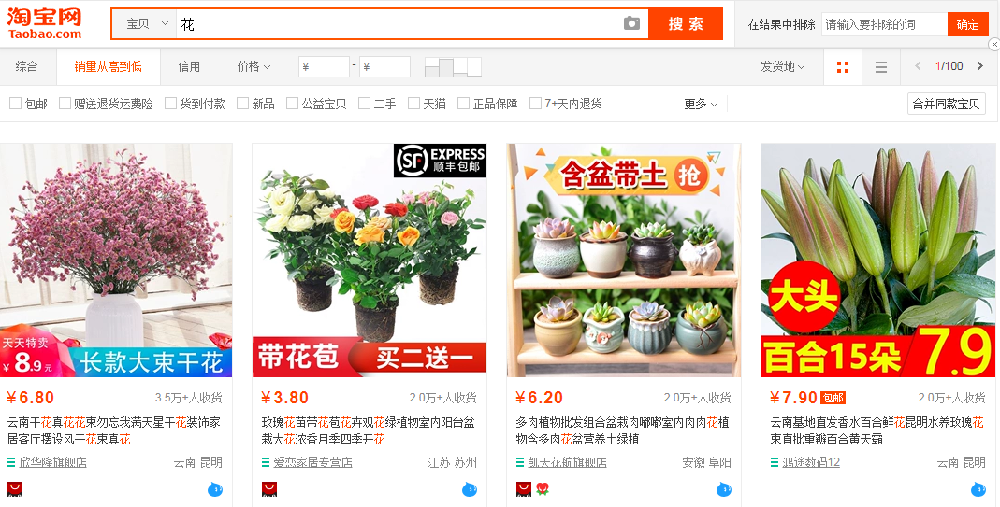 淘宝网
Taobao.com
宝贝
花
搜索
在结果中排除
请输入要排除的词
确定
综合
销量从高到低
信用
价格
¥
-
¥
发货地
1/100
包邮
赠送退货运费险
货到付款
新品
公益宝贝
二手
天猫
正品保障
7+天内退货
更多
合并同款宝贝
天天特卖
¥8.9元
长款大束干花
SF EXPRESS
顺丰包邮
带花苞
买二送一
含盆带土
抢
大头
百合15朵
7.9
¥6.80
3.5万+人收货
云南干花真花花束勿忘我满天星干花装饰家
居客厅摆设风干花束真花
欣华隆旗舰店
云南 昆明
¥3.80
2.0万+人收货
玫瑰花苗带花苞花卉观花绿植物室内阳台盆
栽大花浓香月季四季开花
爱恋家居专营店
江苏 苏州
¥6.20
2.0万+人收货
多肉植物批发组合盆栽肉嘟嘟室内肉肉花植
物含多肉花盆营养土绿植
凯天花航旗舰店
安徽 阜阳
¥7.90
包邮
2.0万+人收货
云南基地直发香水百合鲜花昆明水养玫瑰花
束直批重瓣百合黄天霸
鸿途数码12
云南 昆明